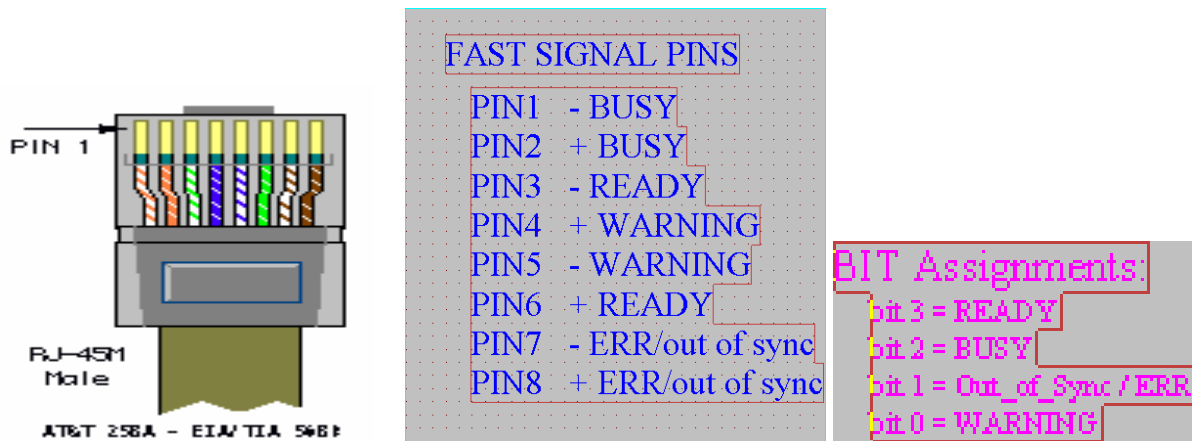 PIN 1
RJ-45M
Male
AT&T 258A - EIA/TIA 568B
FAST SIGNAL PINS
PIN1 - BUSY
PIN2 + BUSY
PIN3 - READY
PIN4 + WARNING
PIN5 - WARNING
PIN6 + READY
PIN7 - ERR/out of sync
PIN8 + ERR/out of sync
BIT Assignments:
bit 3 = READY
bit 2 = BUSY
bit 1 = Out_of_Sync / ERR
bit 0 = WARNING